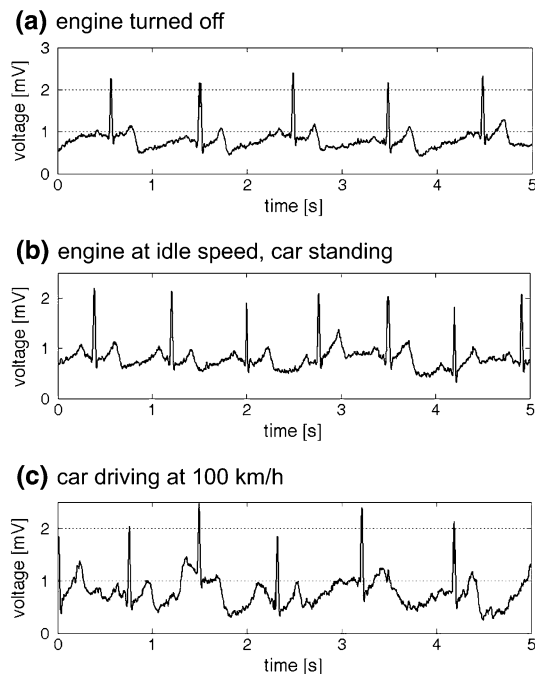 (a) engine turned off
3
2
1
0
voltage [mV]
0 1 2 3 4 5
time [s]
(b) engine at idle speed, car standing
2
1
0
voltage [mV]
0 1 2 3 4 5
time [s]
(c) car driving at 100 km/h
2
1
0
voltage [mV]
0 1 2 3 4 5
time [s]